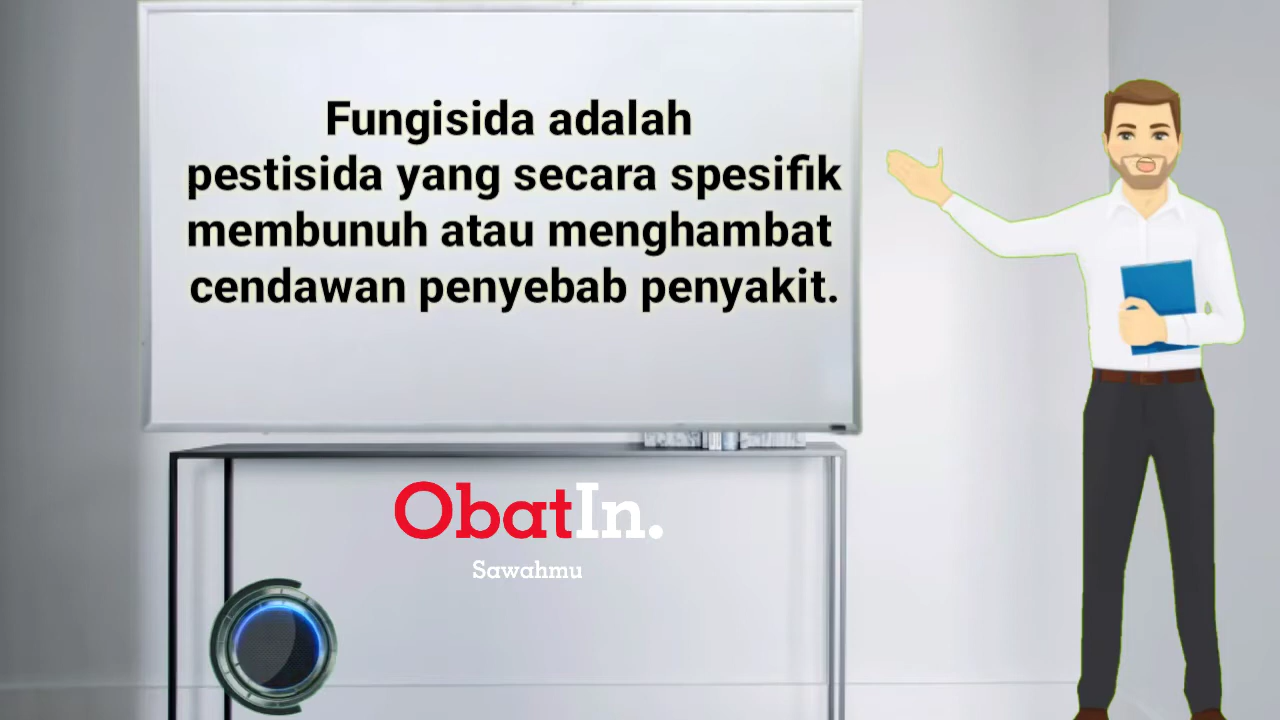 Fungisida adalah
pestisida yang secara spesifik
membunuh atau menghambat
cendawan penyebab penyakit.
ObatIn.
Sawahmu